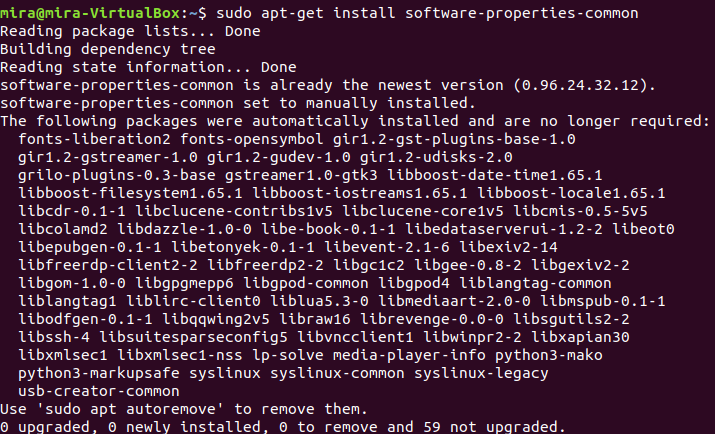 mira@mira-VirtualBox:~$ sudo apt-get install software-properties-common
Reading package lists... Done
Building dependency tree
Reading state information... Done
software-properties-common is already the newest version (0.96.24.32.12).
software-properties-common set to manually installed.
The following packages were automatically installed and are no longer required:
  fonts-liberation2 fonts-opensymbol gir1.2-gst-plugins-base-1.0
  gir1.2-gstreamer-1.0 gir1.2-gudev-1.0 gir1.2-udisks-2.0
  grilo-plugins-0.3-base gstreamer1.0-gtk3 libboost-date-time1.65.1
  libboost-filesystem1.65.1 libboost-iostreams1.65.1 libboost-locale1.65.1
  libcdr-0.1-1 libclucene-contribs1v5 libclucene-core1v5 libcmis-0.5-5v5
  libcolamd2 libdazzle-1.0-0 libe-book-0.1-1 libedataserverui-1.2-2 libeot0
  libepubgen-0.1-1 libetonyek-0.1-1 libevent-2.1-6 libexiv2-14
  libfreerdp-client2-2 libfreerdp2-2 libgc1c2 libgee-0.8-2 libgexiv2-2
  libgom-1.0-0 libgpgmepp6 libgpod-common libgpod4 liblangtag-common
  liblangtag1 liblirc-client0 liblua5.3-0 libmediaart-2.0-0 libmspub-0.1-1
  libodfgen-0.1-1 libqqwing2v5 libraw16 librevenge-0.0-0 libsgutils2-2
  libssh-4 libsuitesparseconfig5 libvncclient1 libwinpr2-2 libxapian30
  libxmlsec1 libxmlsec1-nss lp-solve media-player-info python3-mako
  python3-markupsafe syslinux syslinux-common syslinux-legacy
  usb-creator-common
Use 'sudo apt autoremove' to remove them.
0 upgraded, 0 newly installed, 0 to remove and 59 not upgraded.